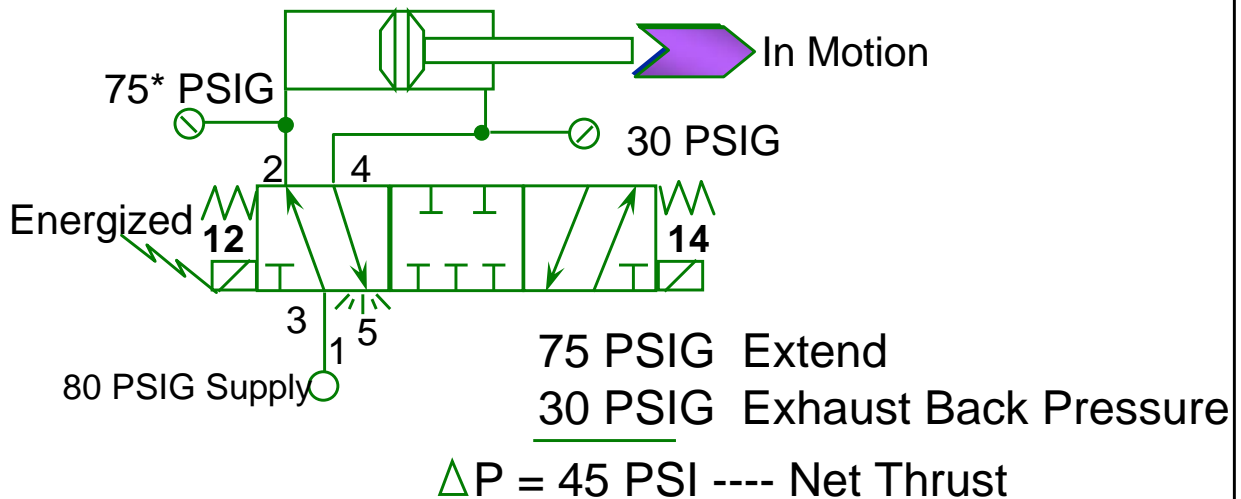 In Motion
75* PSIG
30 PSIG
2 4
Energized
12 14
3 5
1
80 PSIG Supply
75 PSIG Extend
30 PSIG Exhaust Back Pressure
△P = 45 PSI ---- Net Thrust